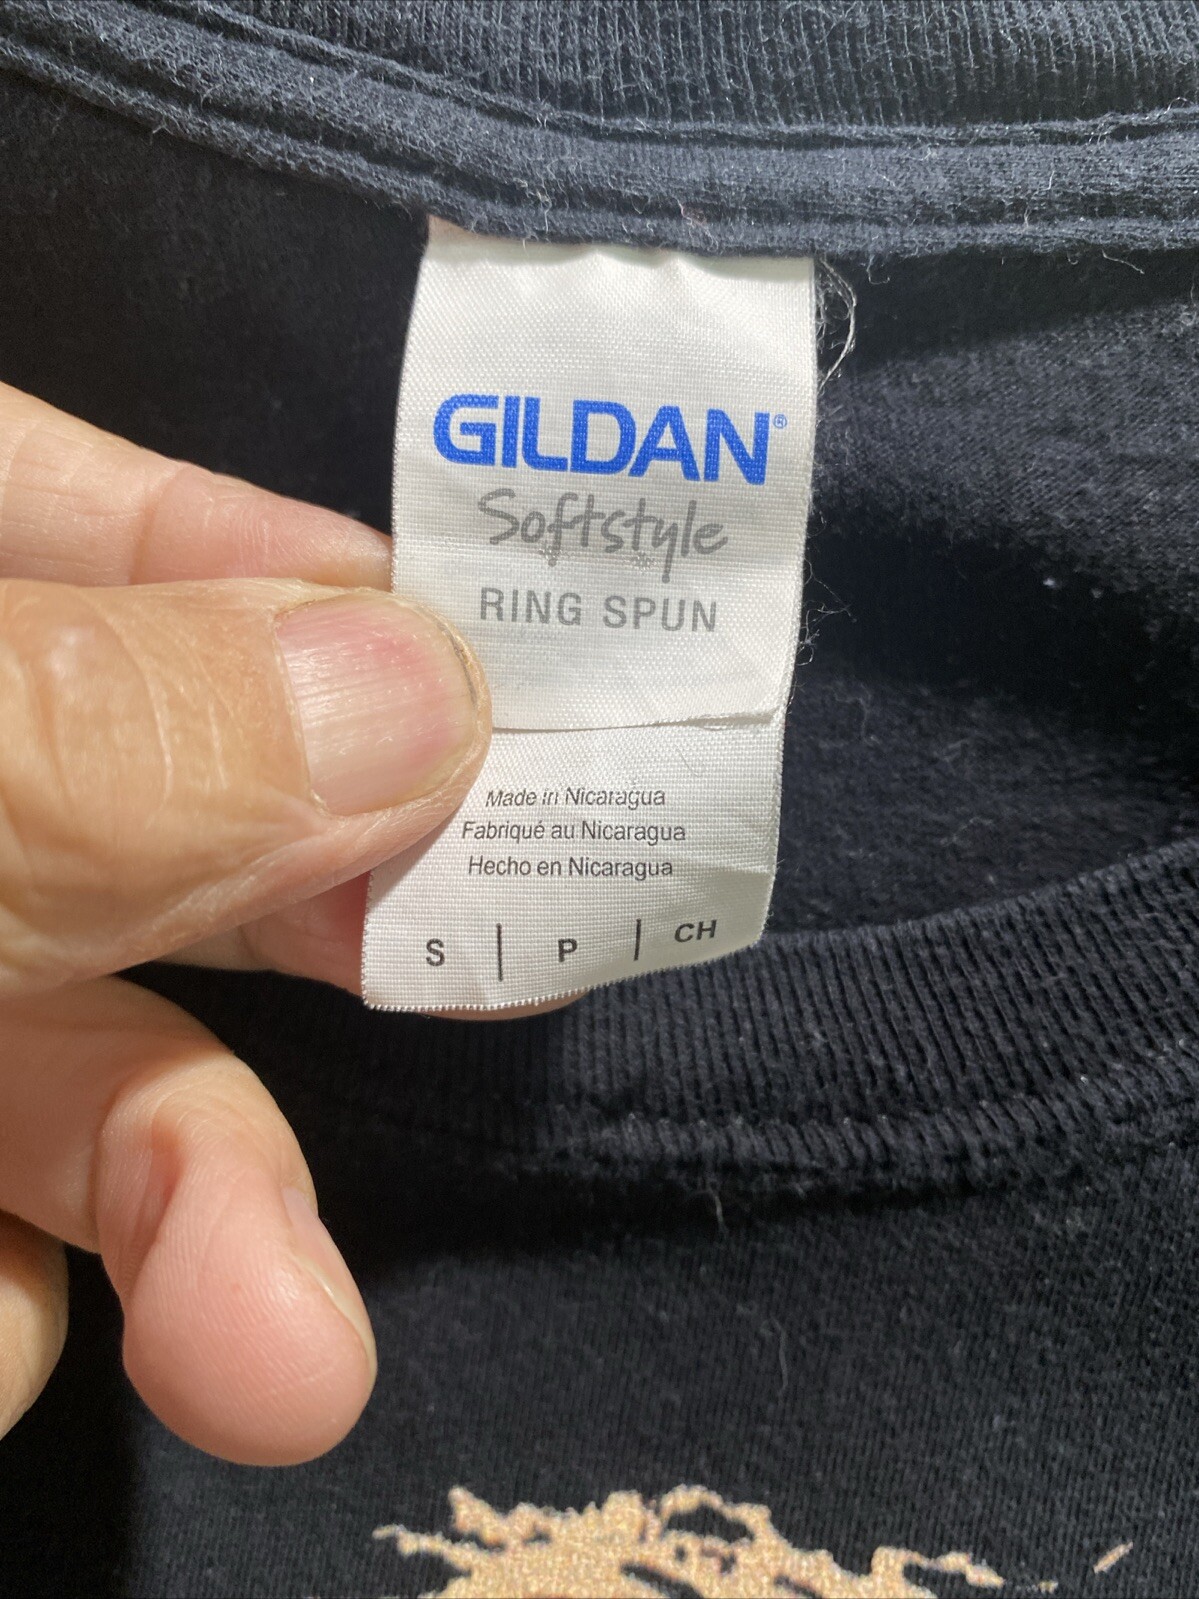 GILDAN®
Softstyle
RING SPUN
Made in Nicaragua
Fabriqué au Nicaragua
Hecho en Nicaragua
S | P | CH